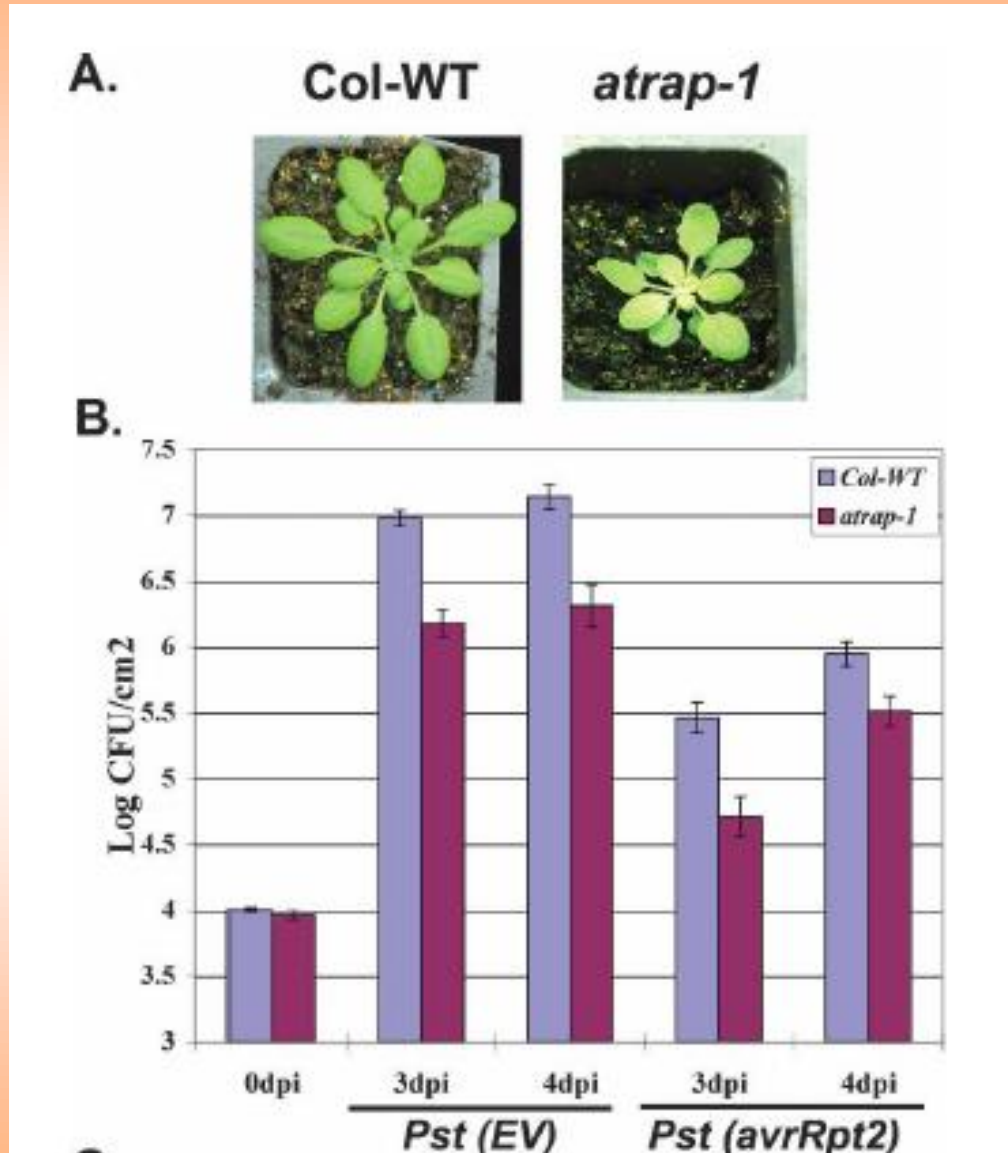 A.
Col-WT
atrap-1
B.
7.5
7
6.5
6
5.5
5
4.5
4
3.5
3
Log CFU/cm2
Col-WT
atrap-1
0dpi 3dpi 4dpi 3dpi 4dpi
Pst (EV) Pst (avrRpt2)